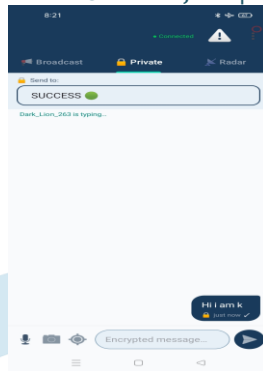 8:21
● Connected
Broadcast
Private
Radar
Send to:
SUCCESS
Dark_Lion_263 is typing...
Hi i am k
just now ✓
Encrypted message...